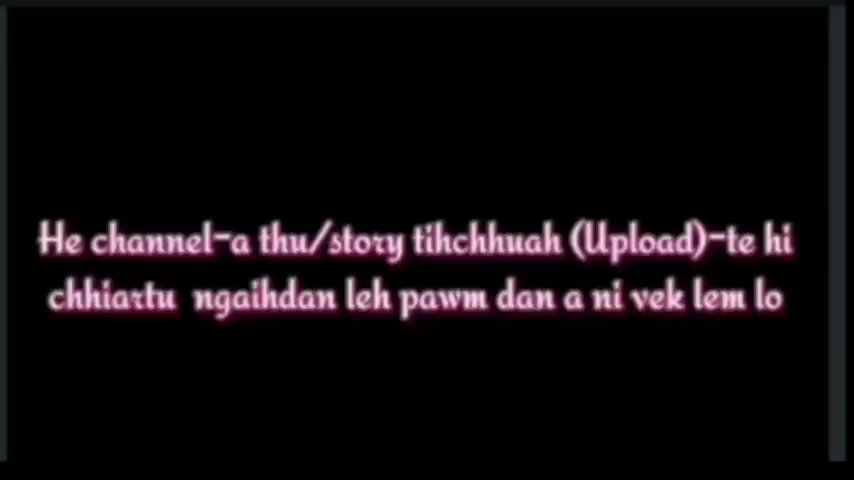 He channel-a thu/story tihchhuah (Upload)-te hi
chhiartu ngaihdan leh pawm dan a ni vek lem lo